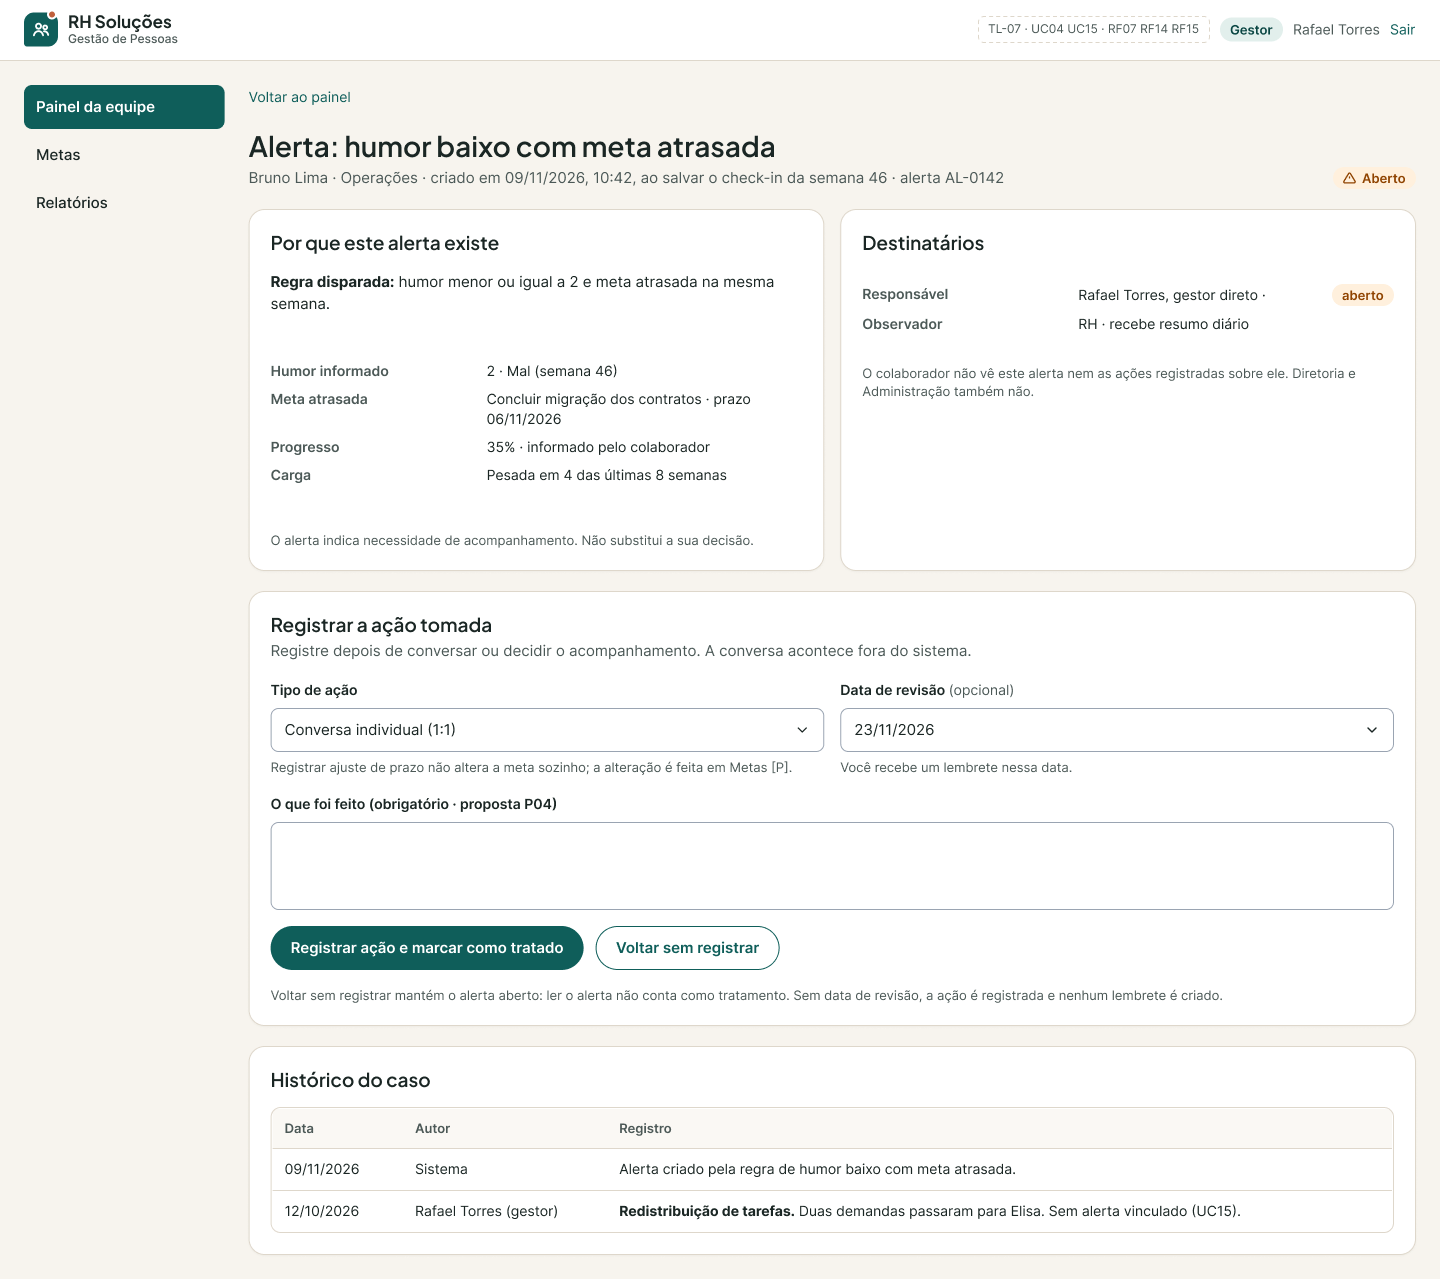 RH Soluções
Gestão de Pessoas
TL-07 · UC04 UC15 · RF07 RF14 RF15
Gestor
Rafael Torres
Sair
Painel da equipe
Metas
Relatórios
Voltar ao painel
Alerta: humor baixo com meta atrasada
Bruno Lima · Operações · criado em 09/11/2026, 10:42, ao salvar o check-in da semana 46 · alerta AL-0142
Aberto
Por que este alerta existe
Regra disparada: humor menor ou igual a 2 e meta atrasada na mesma
semana.
Humor informado
2 · Mal (semana 46)
Meta atrasada
Concluir migração dos contratos · prazo
06/11/2026
Progresso
35% · informado pelo colaborador
Carga
Pesada em 4 das últimas 8 semanas
O alerta indica necessidade de acompanhamento. Não substitui a sua decisão.
Destinatários
Responsável
Rafael Torres, gestor direto ·
aberto
Observador
RH · recebe resumo diário
O colaborador não vê este alerta nem as ações registradas sobre ele. Diretoria e
Administração também não.
Registrar a ação tomada
Registre depois de conversar ou decidir o acompanhamento. A conversa acontece fora do sistema.
Tipo de ação
Conversa individual (1:1)
Registrar ajuste de prazo não altera a meta sozinho; a alteração é feita em Metas [P].
Data de revisão (opcional)
23/11/2026
Você recebe um lembrete nessa data.
O que foi feito (obrigatório · proposta P04)
Registrar ação e marcar como tratado
Voltar sem registrar
Voltar sem registrar mantém o alerta aberto: ler o alerta não conta como tratamento. Sem data de revisão, a ação é registrada e nenhum lembrete é criado.
Histórico do caso
Data
Autor
Registro
09/11/2026
Sistema
Alerta criado pela regra de humor baixo com meta atrasada.
12/10/2026
Rafael Torres (gestor)
Redistribuição de tarefas. Duas demandas passaram para Elisa. Sem alerta vinculado (UC15).